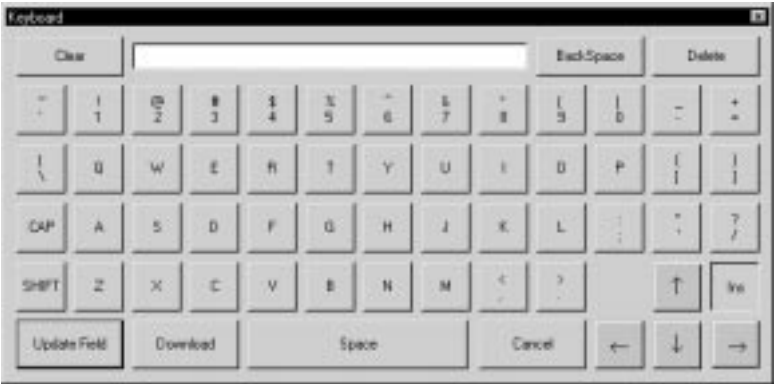 Keyboard
Clear BackSpace Delete
~ ! @ # $ % ^ & * ( ) _ +
` 1 2 3 4 5 6 7 8 9 0 - =
| Q W E R T Y U I O P { }
\ [ ]
CAP A S D F G H J K L : " ?
; ' /
SHIFT Z X C V B N M < > ↑ Ins
, .
Update Field Download Space Cancel ← ↓ →